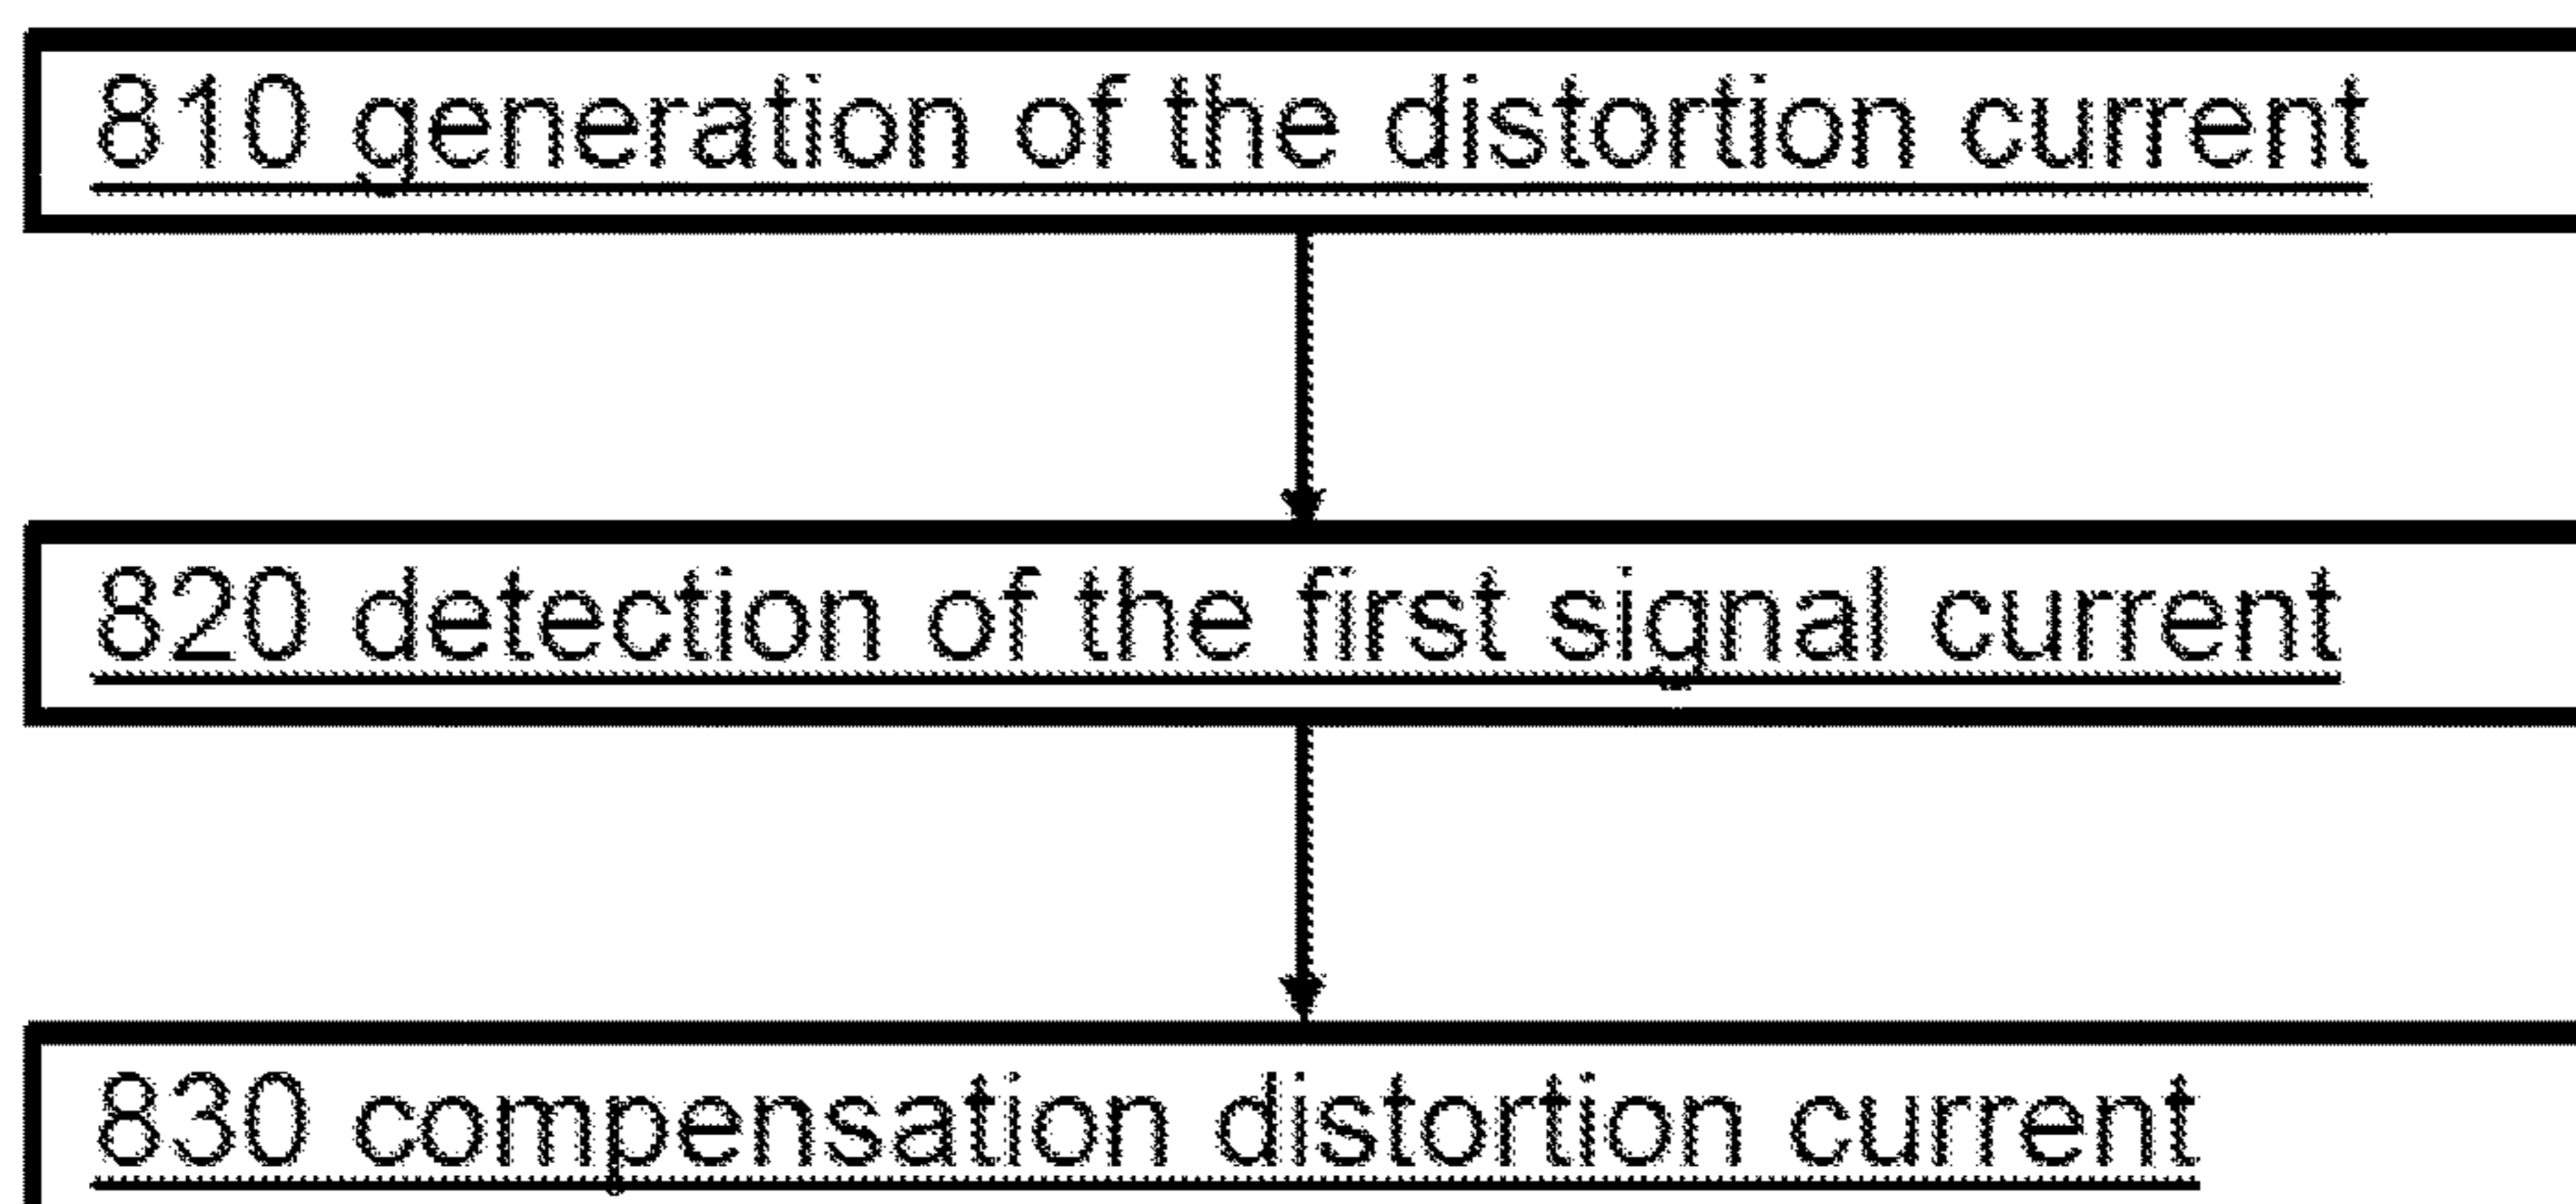 810 generation of the distortion current
820 detection of the first signal current
830 compensation distortion current